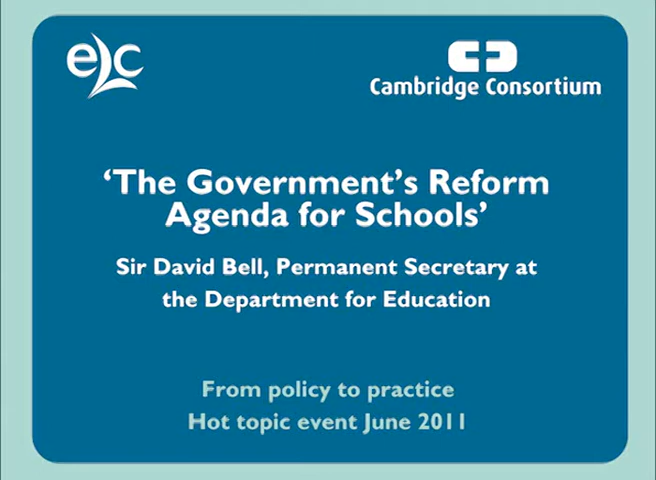 elc
Cambridge Consortium
‘The Government’s Reform
Agenda for Schools’
Sir David Bell, Permanent Secretary at
the Department for Education
From policy to practice
Hot topic event June 2011